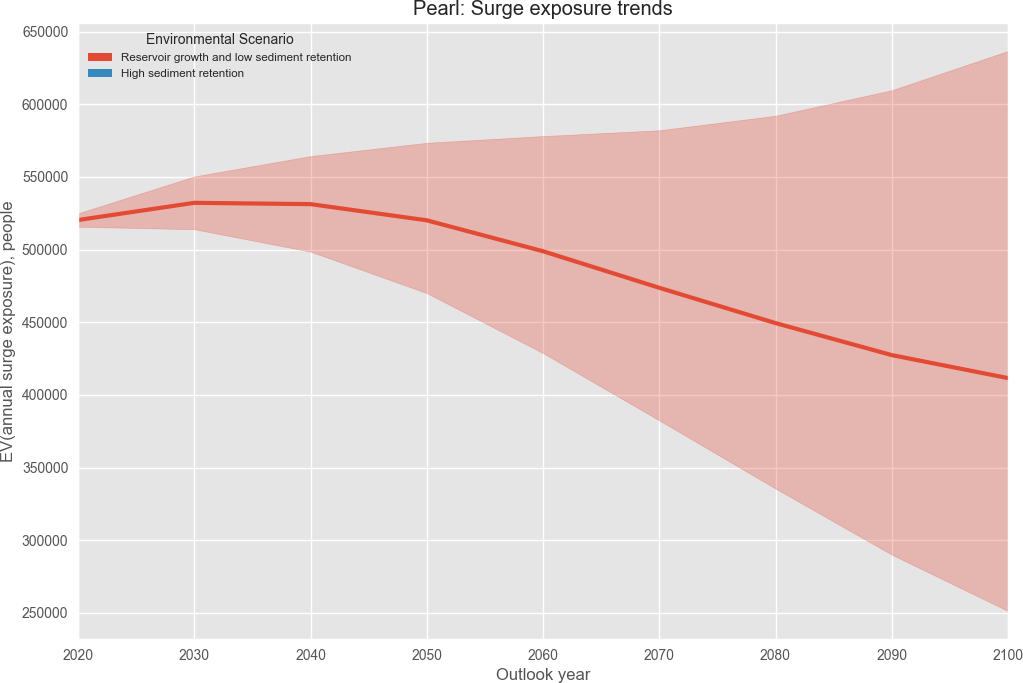 Pearl: Surge exposure trends
Environmental Scenario
Reservoir growth and low sediment retention
High sediment retention
650000
600000
550000
500000
450000
400000
350000
300000
250000
EV(annual surge exposure), people
2020 2030 2040 2050 2060 2070 2080 2090 2100
Outlook year